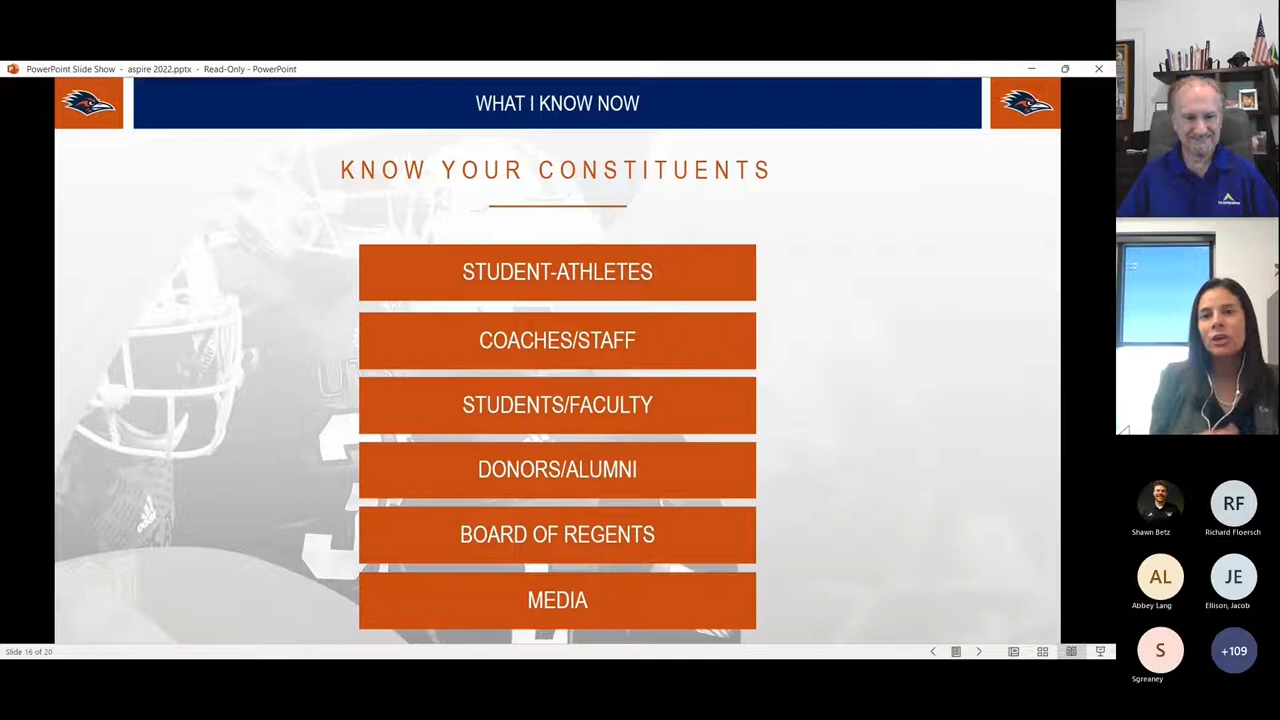 PowerPoint Slide Show - aspire 2022.pptx - Read-Only - PowerPoint
WHAT I KNOW NOW
KNOW YOUR CONSTITUENTS
STUDENT-ATHLETES
COACHES/STAFF
STUDENTS/FACULTY
DONORS/ALUMNI
BOARD OF REGENTS
MEDIA
Slide 16 of 20
Shawn Betz
RF
Richard Floersch
AL
Abbey Lang
JE
Ellison, Jacob
S
Sgreaney
+109